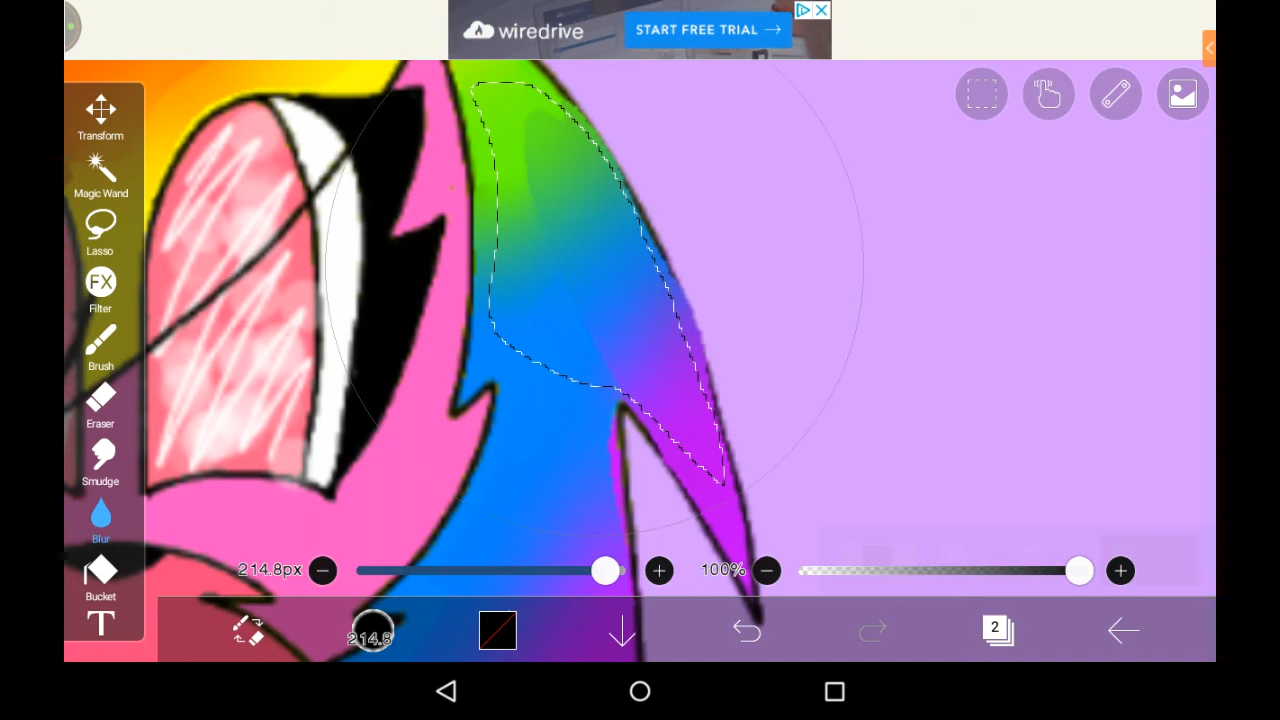 wiredrive
START FREE TRIAL →
Transform
Magic Wand
Lasso
FX
Filter
Brush
Eraser
Smudge
Blur
Bucket
T
214.8px
100%
214.8
2